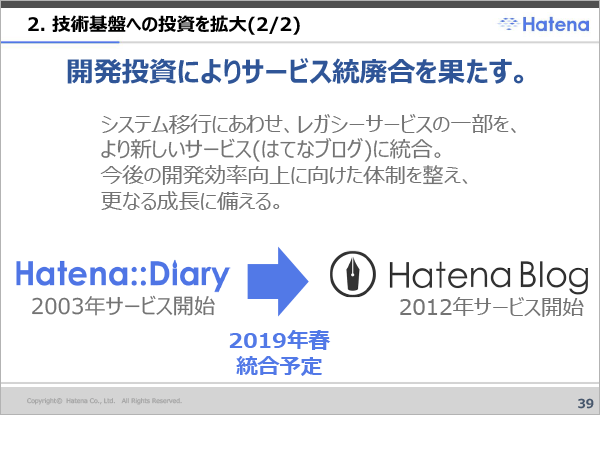 2. 技術基盤への投資を拡大(2/2)
Hatena
開発投資によりサービス統廃合を果たす。
システム移行にあわせ、レガシーサービスの一部を、
より新しいサービス(はてなブログ)に統合。
今後の開発効率向上に向けた体制を整え、
更なる成長に備える。
Hatena::Diary
2003年サービス開始
Hatena Blog
2012年サービス開始
2019年春
統合予定
Copyright© Hatena Co., Ltd. All Rights Reserved.
39